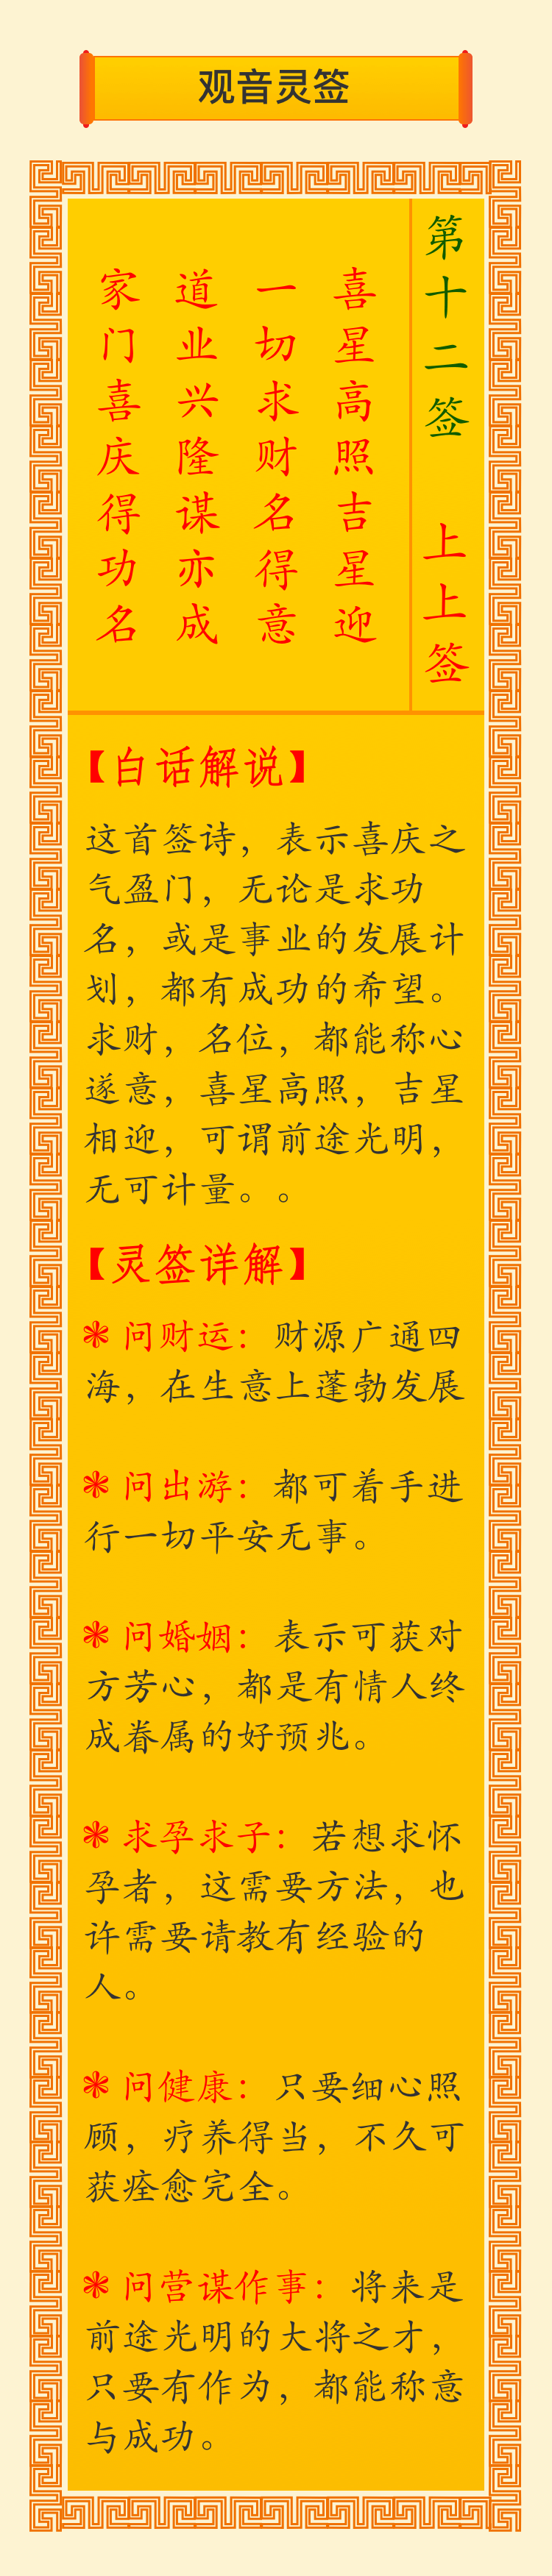 观音灵签
第十二签 上上签
喜星高照吉星迎
一切求财名得意
道业兴隆谋亦成
家门喜庆得功名
【白话解说】
这首签诗，表示喜庆之
气盈门，无论是求功
名，或是事业的发展计
划，都有成功的希望。
求财，名位，都能称心
遂意，喜星高照，吉星
相迎，可谓前途光明，
无可计量。。
【灵签详解】
❃ 问财运：财源广通四
海，在生意上蓬勃发展
❃ 问出游：都可着手进
行一切平安无事。
❃ 问婚姻：表示可获对
方芳心，都是有情人终
成眷属的好预兆。
❃ 求孕求子：若想求怀
孕者，这需要方法，也
许需要请教有经验的
人。
❃ 问健康：只要细心照
顾，疗养得当，不久可
获痊愈完全。
❃ 问营谋作事：将来是
前途光明的大将之才，
只要有作为，都能称意
与成功。